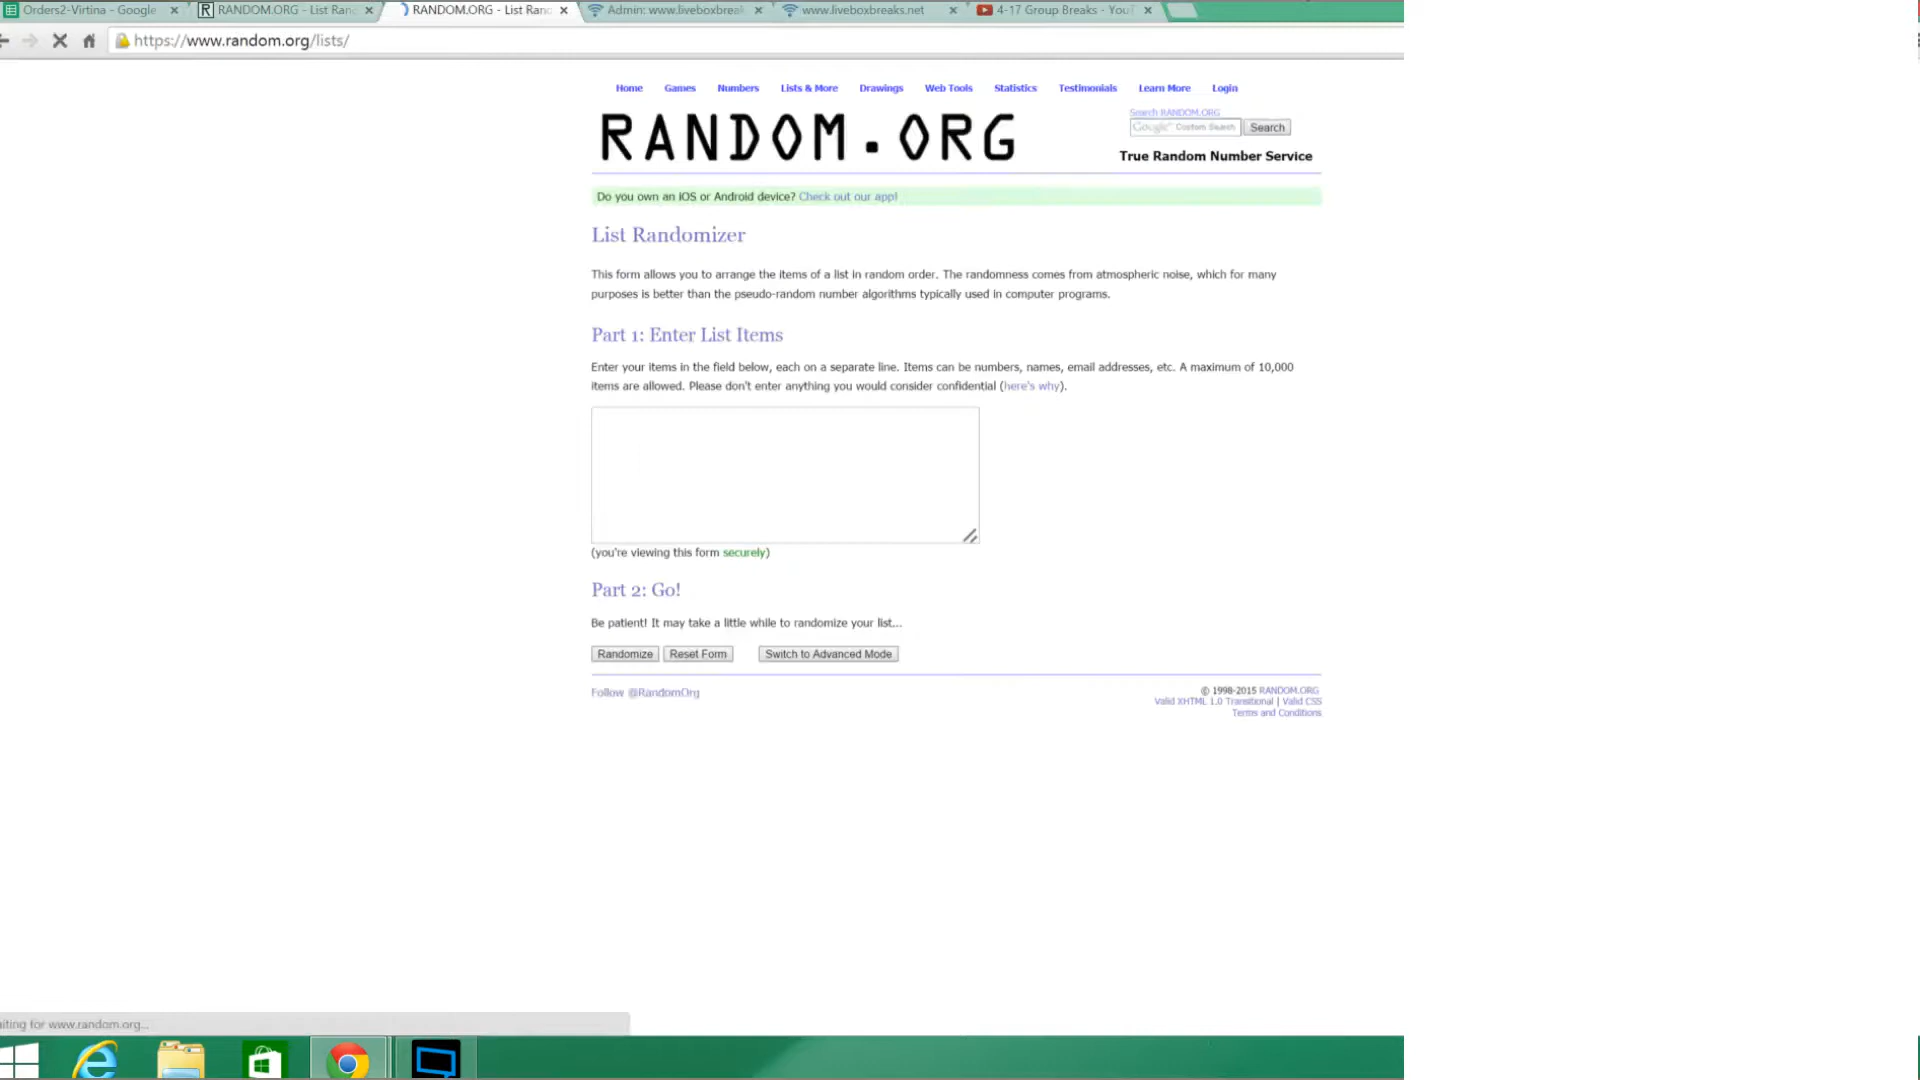 Orders2-Virtina - Google
RANDOM.ORG - List Ran
RANDOM.ORG - List Ran
Admin: www.liveboxbreak
www.liveboxbreaks.net
4-17 Group Breaks - YouT
https://www.random.org/lists/
Home Games Numbers Lists & More Drawings Web Tools Statistics Testimonials Learn More Login
RANDOM.ORG
Search RANDOM.ORG
Google™ Custom Search Search
True Random Number Service
Do you own an iOS or Android device? Check out our app!
List Randomizer
This form allows you to arrange the items of a list in random order. The randomness comes from atmospheric noise, which for many
purposes is better than the pseudo-random number algorithms typically used in computer programs.
Part 1: Enter List Items
Enter your items in the field below, each on a separate line. Items can be numbers, names, email addresses, etc. A maximum of 10,000
items are allowed. Please don't enter anything you would consider confidential (here's why).
(you're viewing this form securely)
Part 2: Go!
Be patient! It may take a little while to randomize your list...
Randomize Reset Form Switch to Advanced Mode
Follow @RandomOrg
© 1998-2015 RANDOM.ORG
Valid XHTML 1.0 Transitional | Valid CSS
Terms and Conditions
aiting for www.random.org...